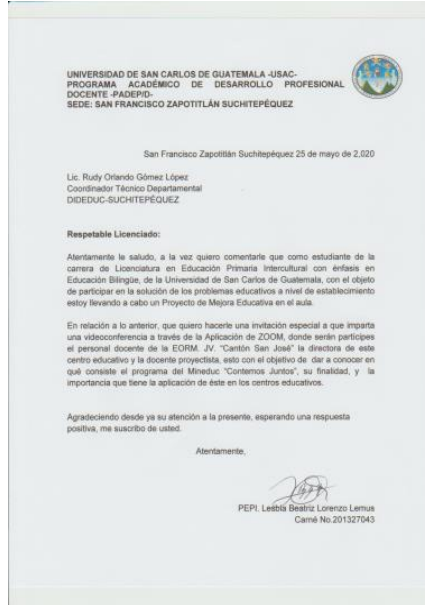 UNIVERSIDAD DE SAN CARLOS DE GUATEMALA -USAC-
PROGRAMA ACADÉMICO DE DESARROLLO PROFESIONAL
DOCENTE -PADEP/D-
SEDE: SAN FRANCISCO ZAPOTITLÁN SUCHITEPÉQUEZ
San Francisco Zapotitlán Suchitepéquez 25 de mayo de 2,020
Lic. Rudy Orlando Gómez López
Coordinador Técnico Departamental
DIDEDUC-SUCHITEPÉQUEZ
Respetable Licenciado:
Atentamente le saludo, a la vez quiero comentarle que como estudiante de la
carrera de Licenciatura en Educación Primaria Intercultural con énfasis en
Educación Bilingüe, de la Universidad de San Carlos de Guatemala, con el objeto
de participar en la solución de los problemas educativos a nivel de establecimiento
estoy llevando a cabo un Proyecto de Mejora Educativa en el aula.
En relación a lo anterior, que quiero hacerle una invitación especial a que imparta
una videoconferencia a través de la Aplicación de ZOOM, donde serán participes
el personal docente de la EORM. JV. "Cantón San José" la directora de este
centro educativo y la docente proyectista, esto con el objetivo de dar a conocer en
qué consiste el programa del Mineduc "Contemos Juntos", su finalidad, y la
importancia que tiene la aplicación de éste en los centros educativos.
Agradeciendo desde ya su atención a la presente, esperando una respuesta
positiva, me suscribo de usted.
Atentamente,
PEPI. Lesbia Beatriz Lorenzo Lemus
Carné No.201327043